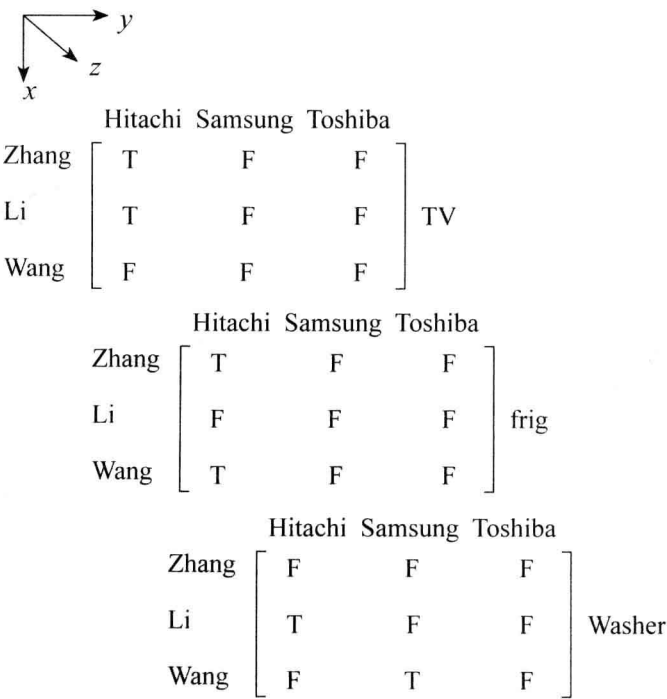 y
z
x
Hitachi Samsung Toshiba
Zhang T F F
Li T F F TV
Wang F F F
Hitachi Samsung Toshiba
Zhang T F F
Li F F F frig
Wang T F F
Hitachi Samsung Toshiba
Zhang F F F
Li T F F Washer
Wang F T F